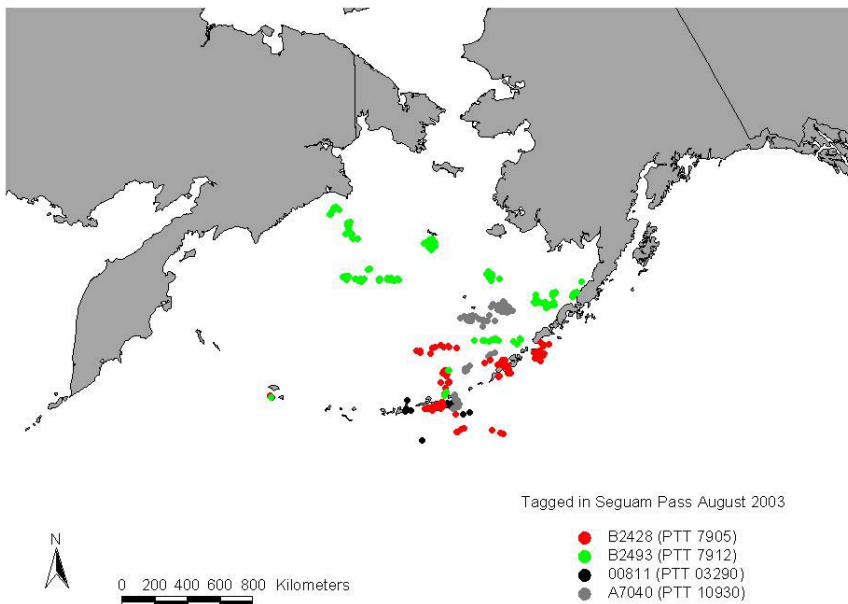 Tagged in Seguam Pass August 2003
B2428 (PTT 7905)
B2493 (PTT 7912)
00811 (PTT 03290)
A7040 (PTT 10930)
N
0 200 400 600 800 Kilometers